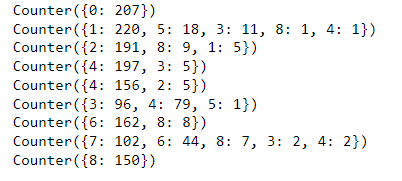 Counter({0: 207})
Counter({1: 220, 5: 18, 3: 11, 8: 1, 4: 1})
Counter({2: 191, 8: 9, 1: 5})
Counter({4: 197, 3: 5})
Counter({4: 156, 2: 5})
Counter({3: 96, 4: 79, 5: 1})
Counter({6: 162, 8: 8})
Counter({7: 102, 6: 44, 8: 7, 3: 2, 4: 2})
Counter({8: 150})